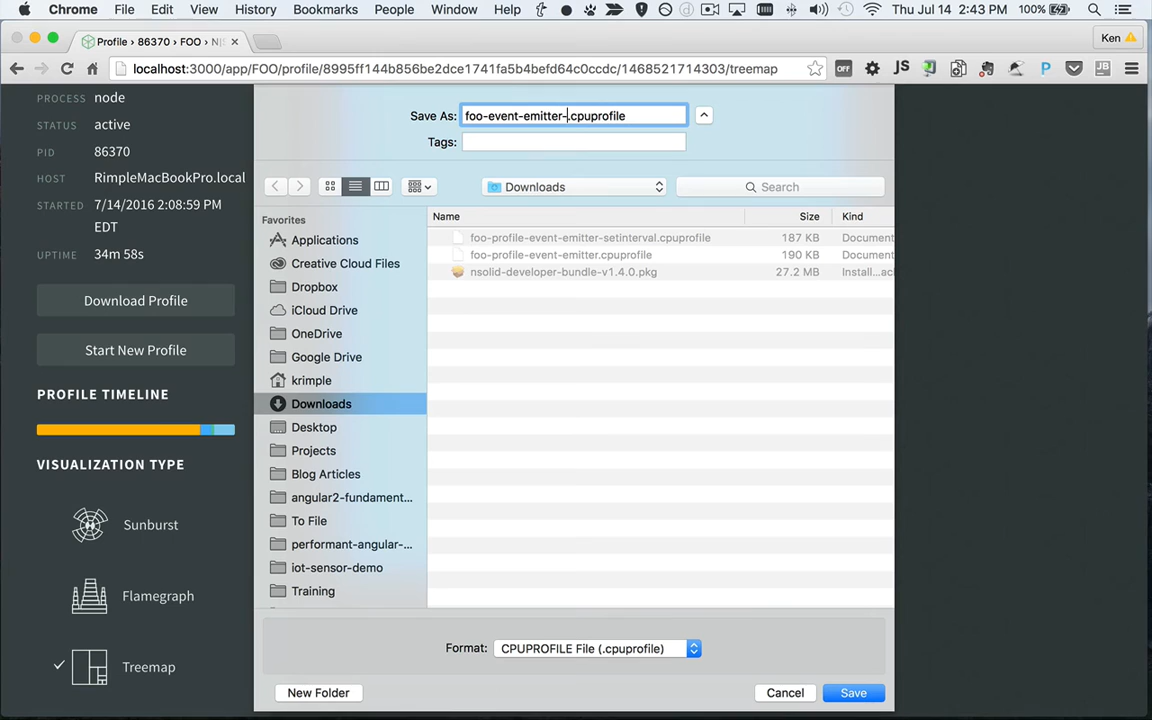 Chrome File Edit View History Bookmarks People Window Help Thu Jul 14 2:43 PM 100%
Profile › 86370 › FOO › N|S Ken
localhost:3000/app/FOO/profile/8995ff144b856be2dce1741fa5b4befd64c0ccdc/1468521714303/treemap OFF JS P JB
PROCESS node
STATUS active
PID 86370
HOST RimpleMacBookPro.local
STARTED 7/14/2016 2:08:59 PM
EDT
UPTIME 34m 58s
Download Profile
Start New Profile
PROFILE TIMELINE
VISUALIZATION TYPE
Sunburst
Flamegraph
Treemap
Save As: foo-event-emitter-.cpuprofile
Tags:
Downloads Search
Favorites
Applications
Creative Cloud Files
Dropbox
iCloud Drive
OneDrive
Google Drive
krimple
Downloads
Desktop
Projects
Blog Articles
angular2-fundament...
To File
performant-angular-...
iot-sensor-demo
Training
Name Size Kind
foo-profile-event-emitter-setinterval.cpuprofile 187 KB Document
foo-profile-event-emitter.cpuprofile 190 KB Document
nsolid-developer-bundle-v1.4.0.pkg 27.2 MB Install...ack
Format: CPUPROFILE File (.cpuprofile)
New Folder Cancel Save